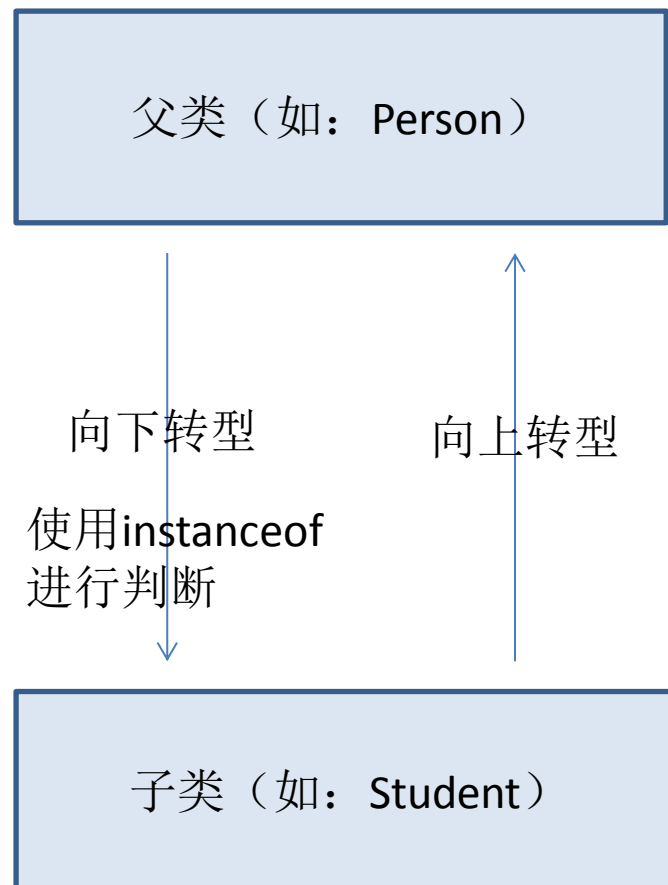 父类（如：Person）
向下转型
向上转型
使用instanceof
进行判断
子类（如：Student）